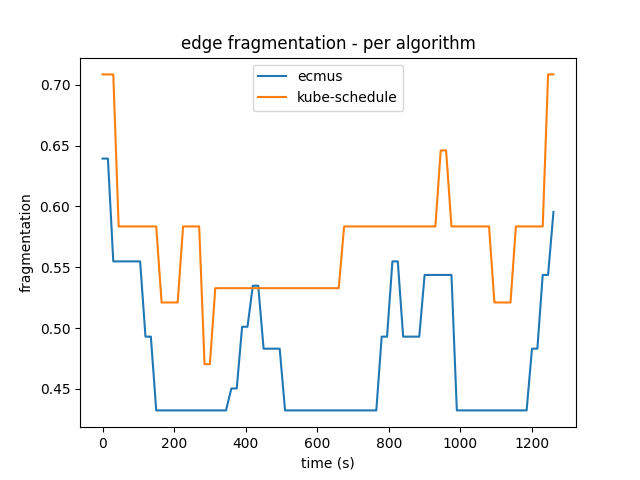 edge fragmentation - per algorithm
ecmus
kube-schedule
fragmentation
0.70
0.65
0.60
0.55
0.50
0.45
0 200 400 600 800 1000 1200
time (s)